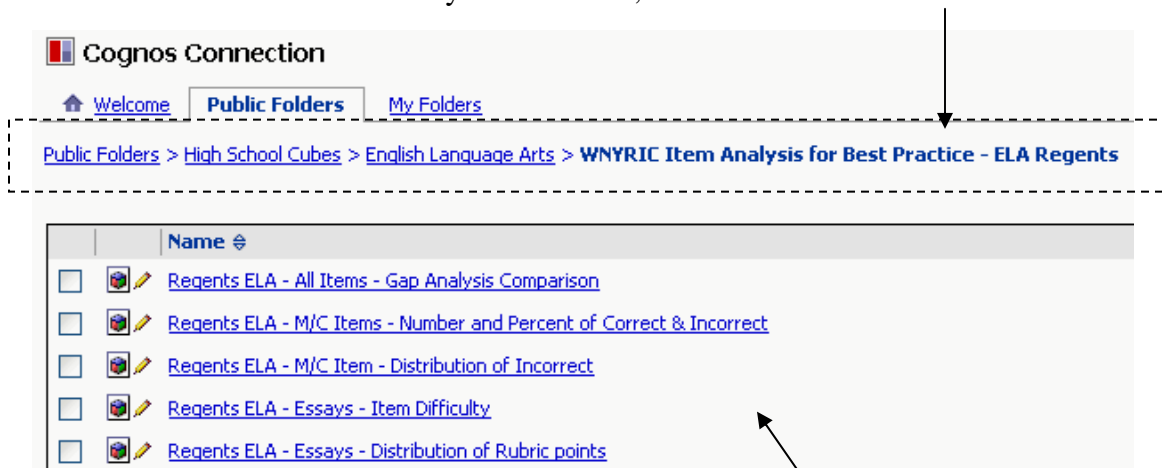 Cognos Connection
Welcome Public Folders My Folders
Public Folders > High School Cubes > English Language Arts > WNYRIC Item Analysis for Best Practice - ELA Regents
Name
Regents ELA - All Items - Gap Analysis Comparison
Regents ELA - M/C Items - Number and Percent of Correct & Incorrect
Regents ELA - M/C Item - Distribution of Incorrect
Regents ELA - Essays - Item Difficulty
Regents ELA - Essays - Distribution of Rubric points